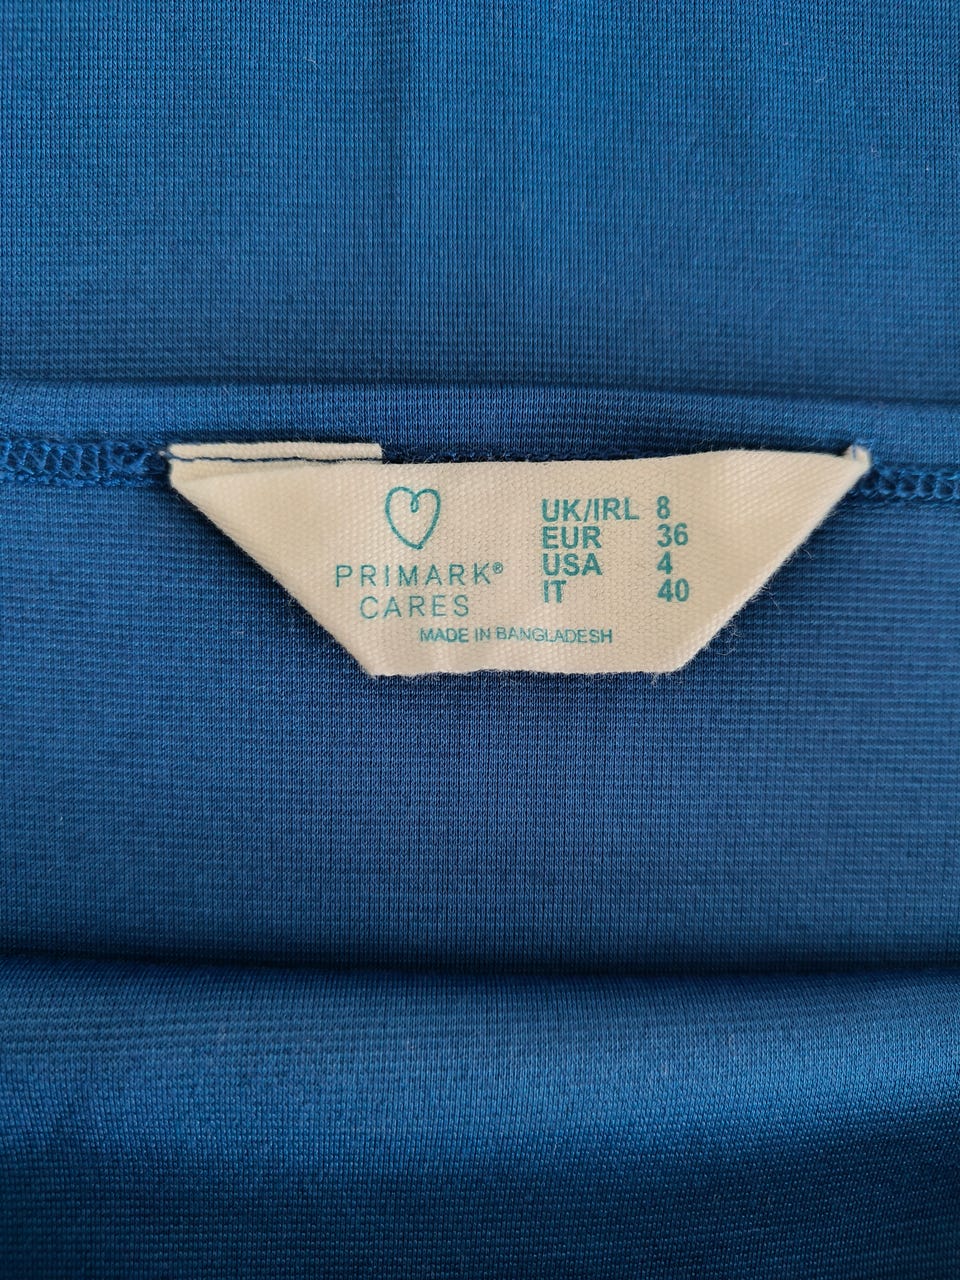 PRIMARK®
CARES
UK/IRL 8
EUR 36
USA 4
IT 40
MADE IN BANGLADESH